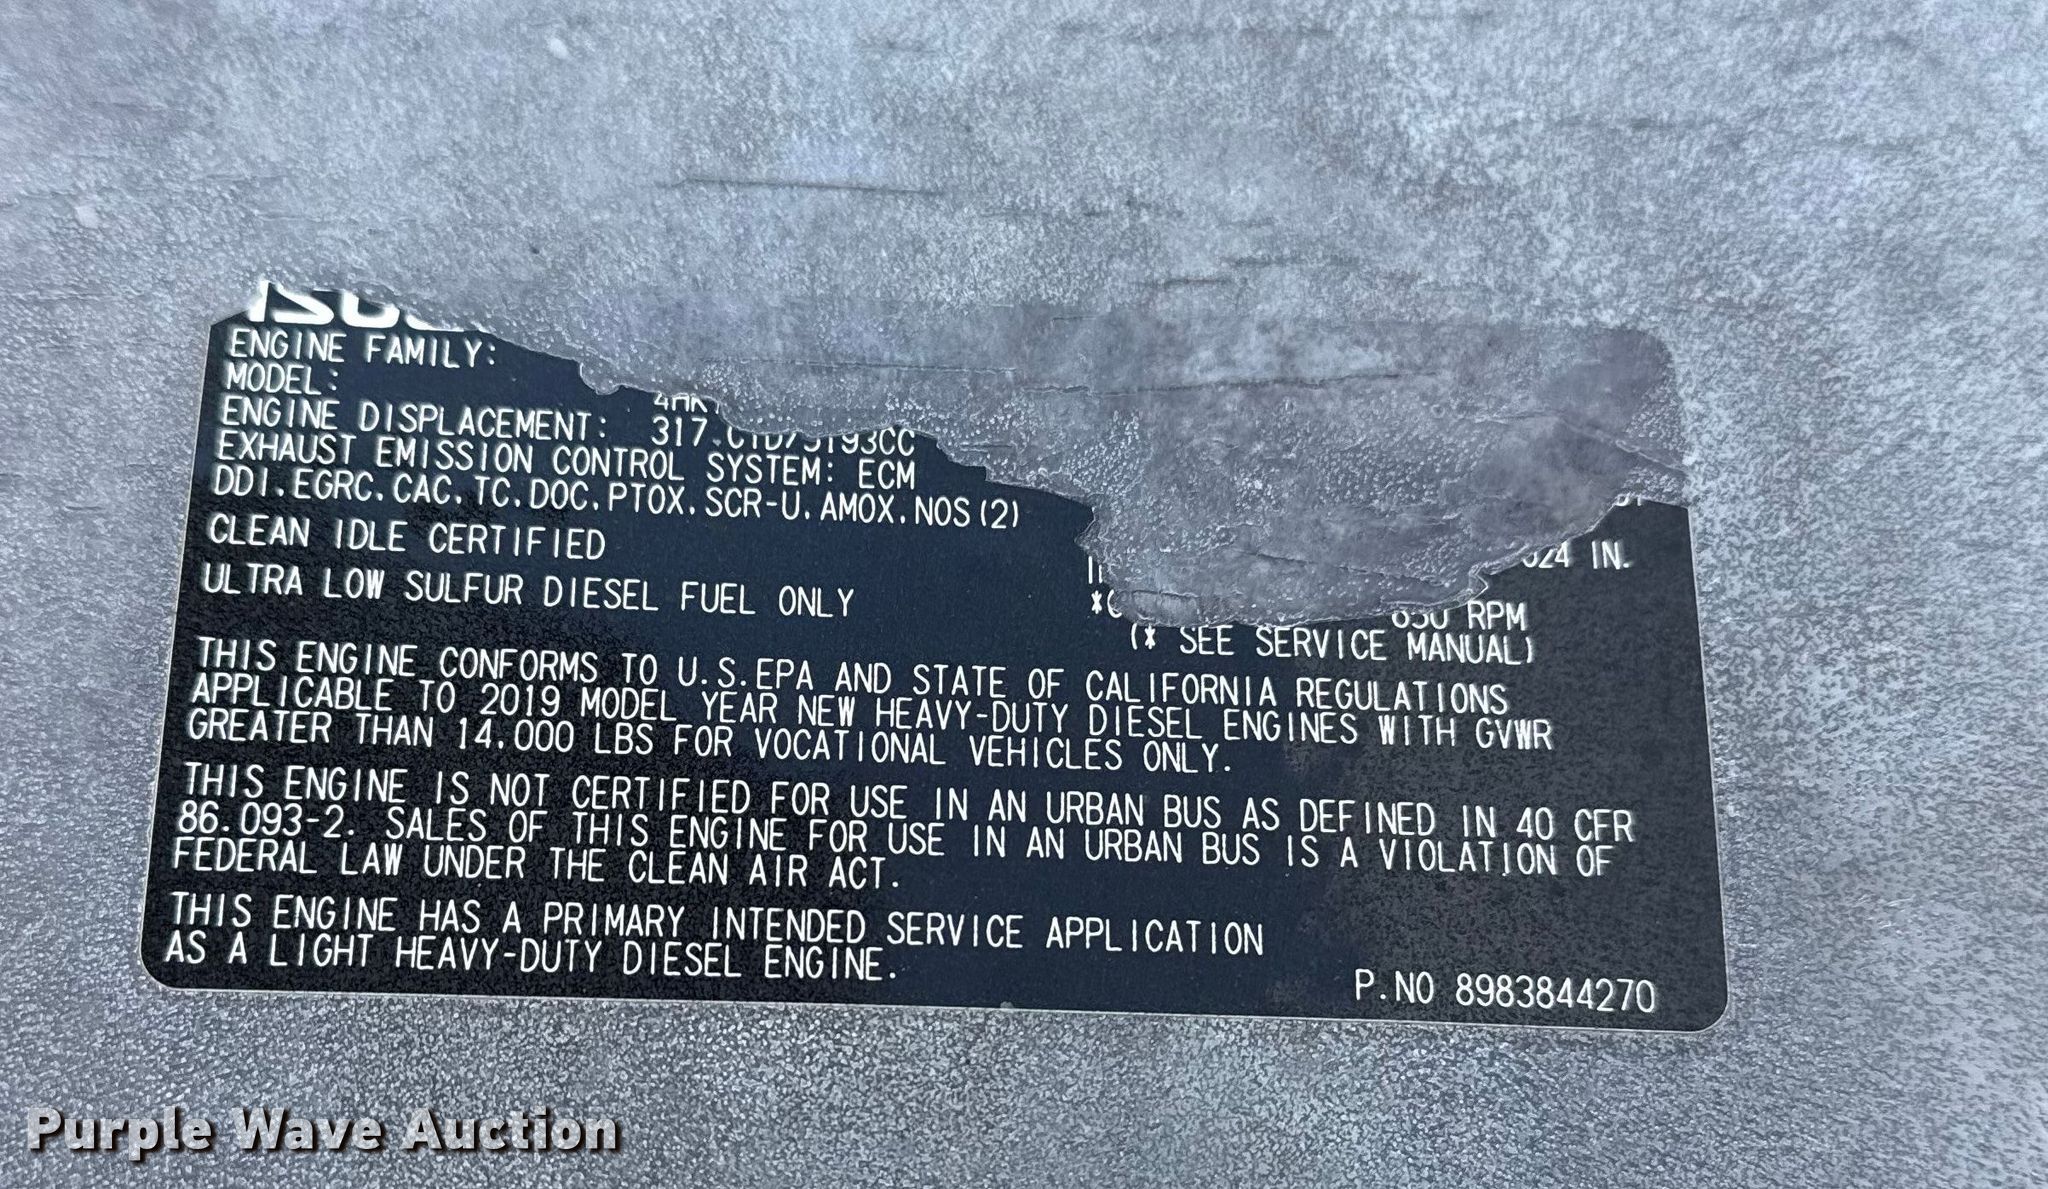 ENGINE FAMILY:
MODEL:
ENGINE DISPLACEMENT: 317
EXHAUST EMISSION CONTROL SYSTEM: ECM
DDI.EGRC.CAC.TC.DOC.PTOX.SCR-U.AMOX.NOS(2)
CLEAN IDLE CERTIFIED
IN.
ULTRA LOW SULFUR DIESEL FUEL ONLY
RPM
(* SEE SERVICE MANUAL)
THIS ENGINE CONFORMS TO U.S.EPA AND STATE OF CALIFORNIA REGULATIONS
APPLICABLE TO 2019 MODEL YEAR NEW HEAVY-DUTY DIESEL ENGINES WITH GVWR
GREATER THAN 14.000 LBS FOR VOCATIONAL VEHICLES ONLY.
THIS ENGINE IS NOT CERTIFIED FOR USE IN AN URBAN BUS AS DEFINED IN 40 CFR
86.093-2. SALES OF THIS ENGINE FOR USE IN AN URBAN BUS IS A VIOLATION OF
FEDERAL LAW UNDER THE CLEAN AIR ACT.
THIS ENGINE HAS A PRIMARY INTENDED SERVICE APPLICATION
AS A LIGHT HEAVY-DUTY DIESEL ENGINE.
P.NO 8983844270
Purple Wave Auction